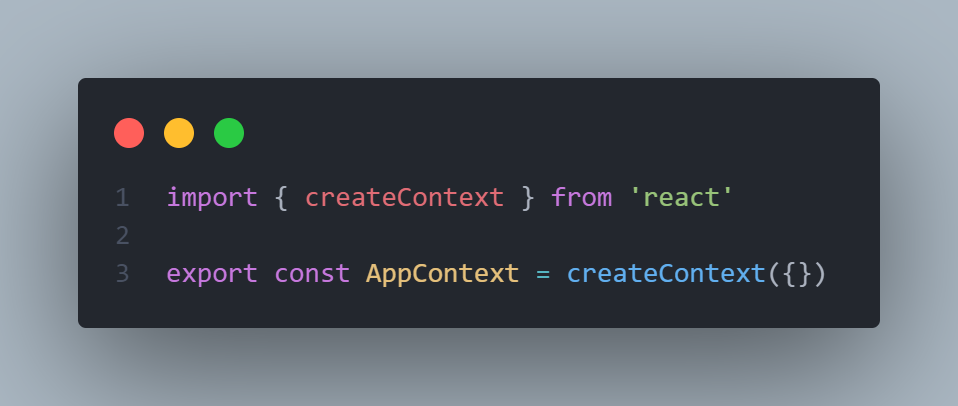 1 import { createContext } from 'react'
2
3 export const AppContext = createContext({})